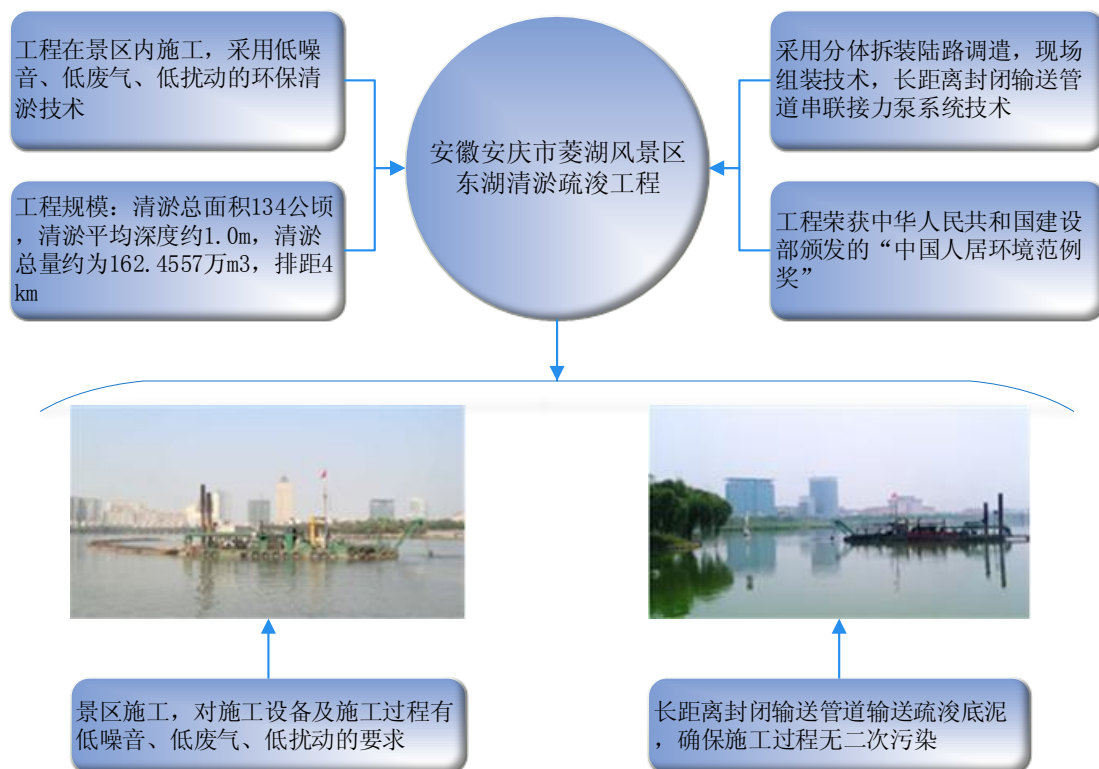 工程在景区内施工，采用低噪
音、低废气、低扰动的环保清
淤技术
采用分体拆装陆路调遣，现场
组装技术，长距离封闭输送管
道串联接力泵系统技术
安徽安庆市菱湖风景区
东湖清淤疏浚工程
工程规模：清淤总面积134公顷
，清淤平均深度约1.0m，清淤
总量约为162.4557万m3，排距4
km
工程荣获中华人民共和国建设
部颁发的“中国人居环境范例
奖”
景区施工，对施工设备及施工过程有
低噪音、低废气、低扰动的要求
长距离封闭输送管道输送疏浚底泥
，确保施工过程无二次污染